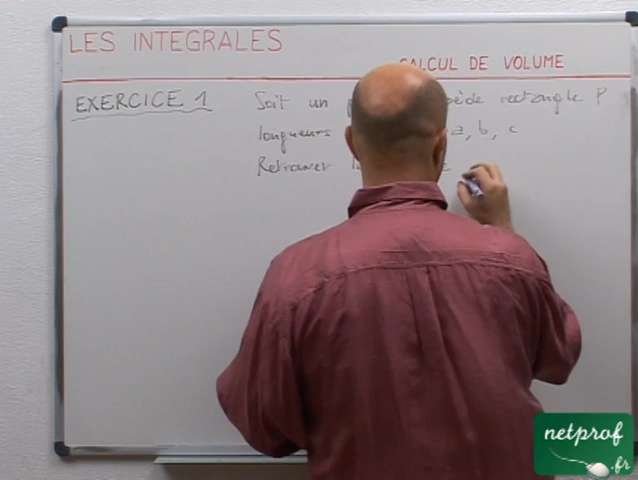 LES INTEGRALES
CALCUL DE VOLUME
EXERCICE 1
Soit un rectangle P
longueurs a, b, c
Retrouver
netprof
.fr